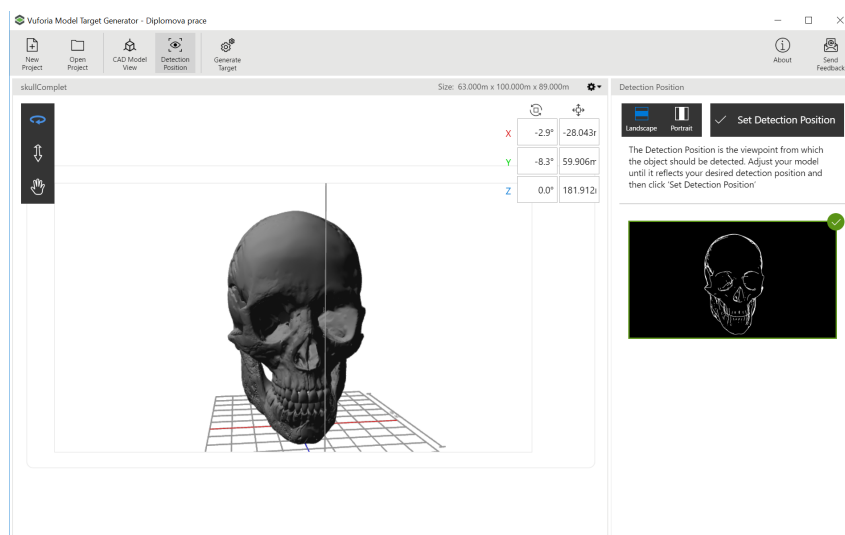 Vuforia Model Target Generator - Diplomova prace
New Project
Open Project
CAD Model View
Detection Position
Generate Target
About
Send Feedback
skullComplet
Size: 63.000m x 100.000m x 89.000m
Detection Position
X -2.9° -28.043
Y -8.3° 59.906m
Z 0.0° 181.912
Landscape
Portrait
Set Detection Position
The Detection Position is the viewpoint from which
the object should be detected. Adjust your model
until it reflects your desired detection position and
then click 'Set Detection Position'